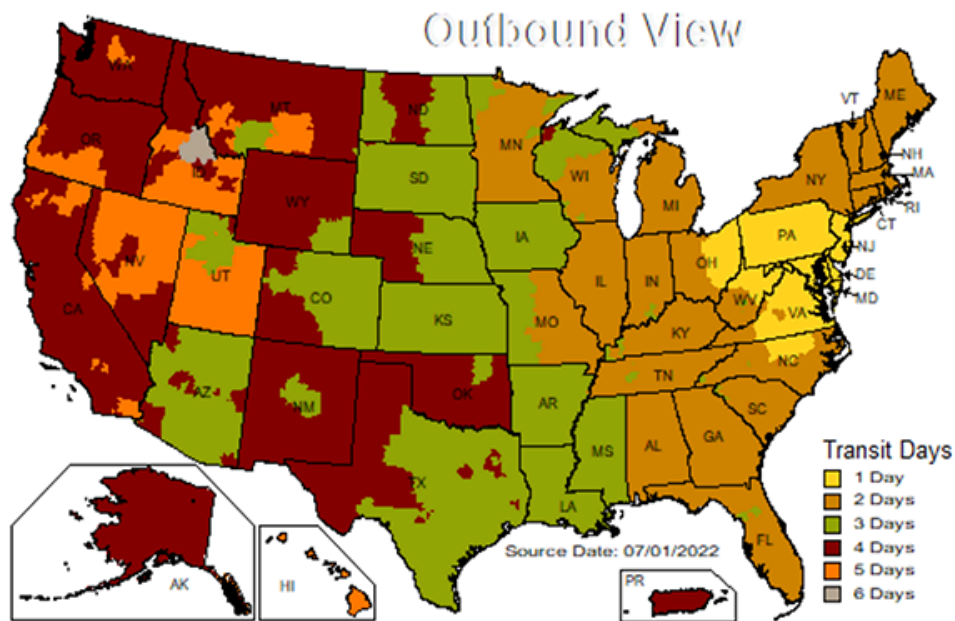 Outbound View
WA
MT
ND
MN
VT
ME
OR
ID
SD
WI
MI
NY
NH
MA
RI
CT
WY
NE
IA
PA
NJ
OH
NV
UT
CO
IL
IN
WV
DE
MD
CA
KS
MO
KY
VA
NC
TN
AZ
NM
OK
AR
SC
MS
AL
GA
TX
LA
FL
Transit Days
1 Day
2 Days
3 Days
4 Days
5 Days
6 Days
Source Date: 07/01/2022
AK
HI
PR